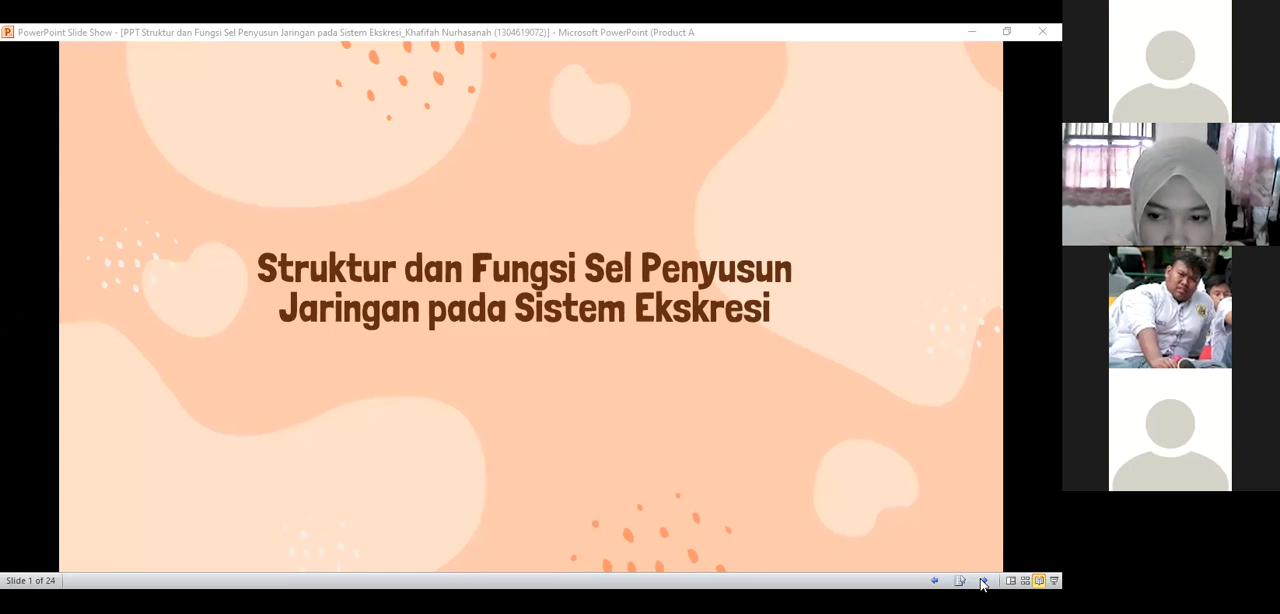 PowerPoint Slide Show - [PPT Struktur dan Fungsi Sel Penyusun Jaringan pada Sistem Ekskresi_Khafifah Nurhasanah (1304619072)] - Microsoft PowerPoint (Product A
Struktur dan Fungsi Sel Penyusun
Jaringan pada Sistem Ekskresi
Slide 1 of 24